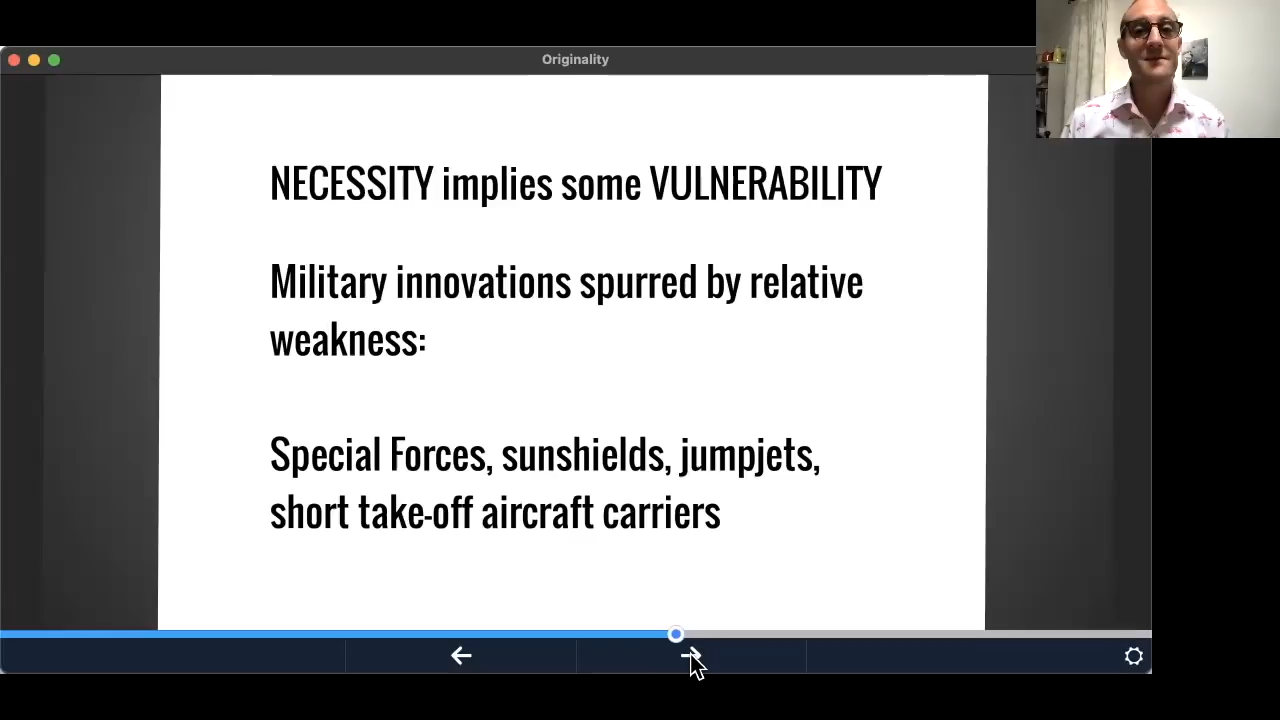 Originality
NECESSITY implies some VULNERABILITY
Military innovations spurred by relative
weakness:
Special Forces, sunshields, jumpjets,
short take-off aircraft carriers